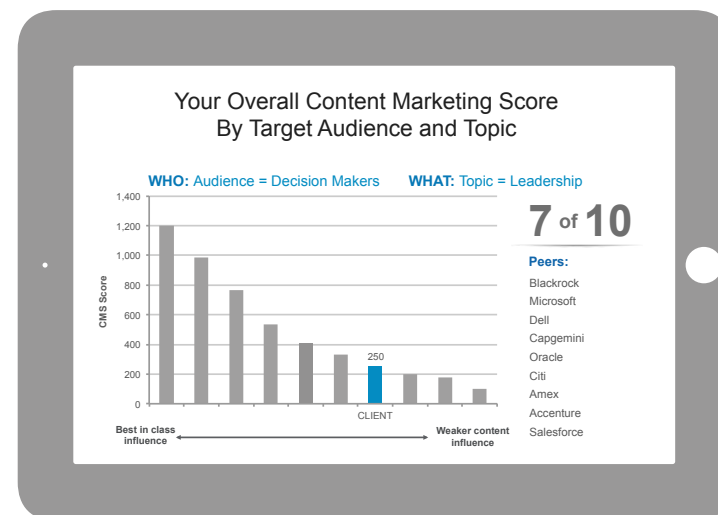 Your Overall Content Marketing Score
By Target Audience and Topic
WHO: Audience = Decision Makers WHAT: Topic = Leadership
7 of 10
Peers:
Blackrock
Microsoft
Dell
Capgemini
Oracle
Citi
Amex
Accenture
Salesforce
CMS Score
1,400
1,200
1,000
800
600
400
200
0
250
CLIENT
Best in class
influence
Weaker content
influence